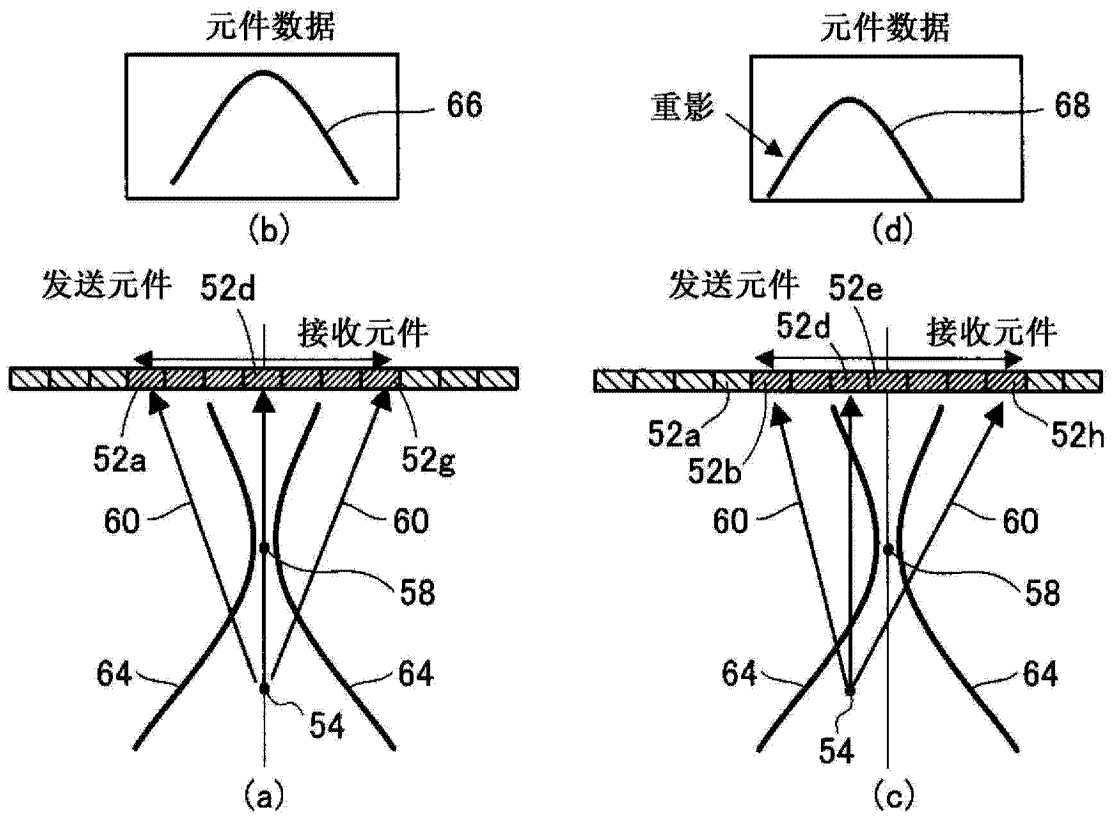 元件数据
66
(b)
元件数据
重影
68
(d)
发送元件
52d
接收元件
52a
52g
60
60
58
64
64
54
(a)
发送元件
52e
52d
接收元件
52a
52b
52h
60
60
58
64
64
54
(c)